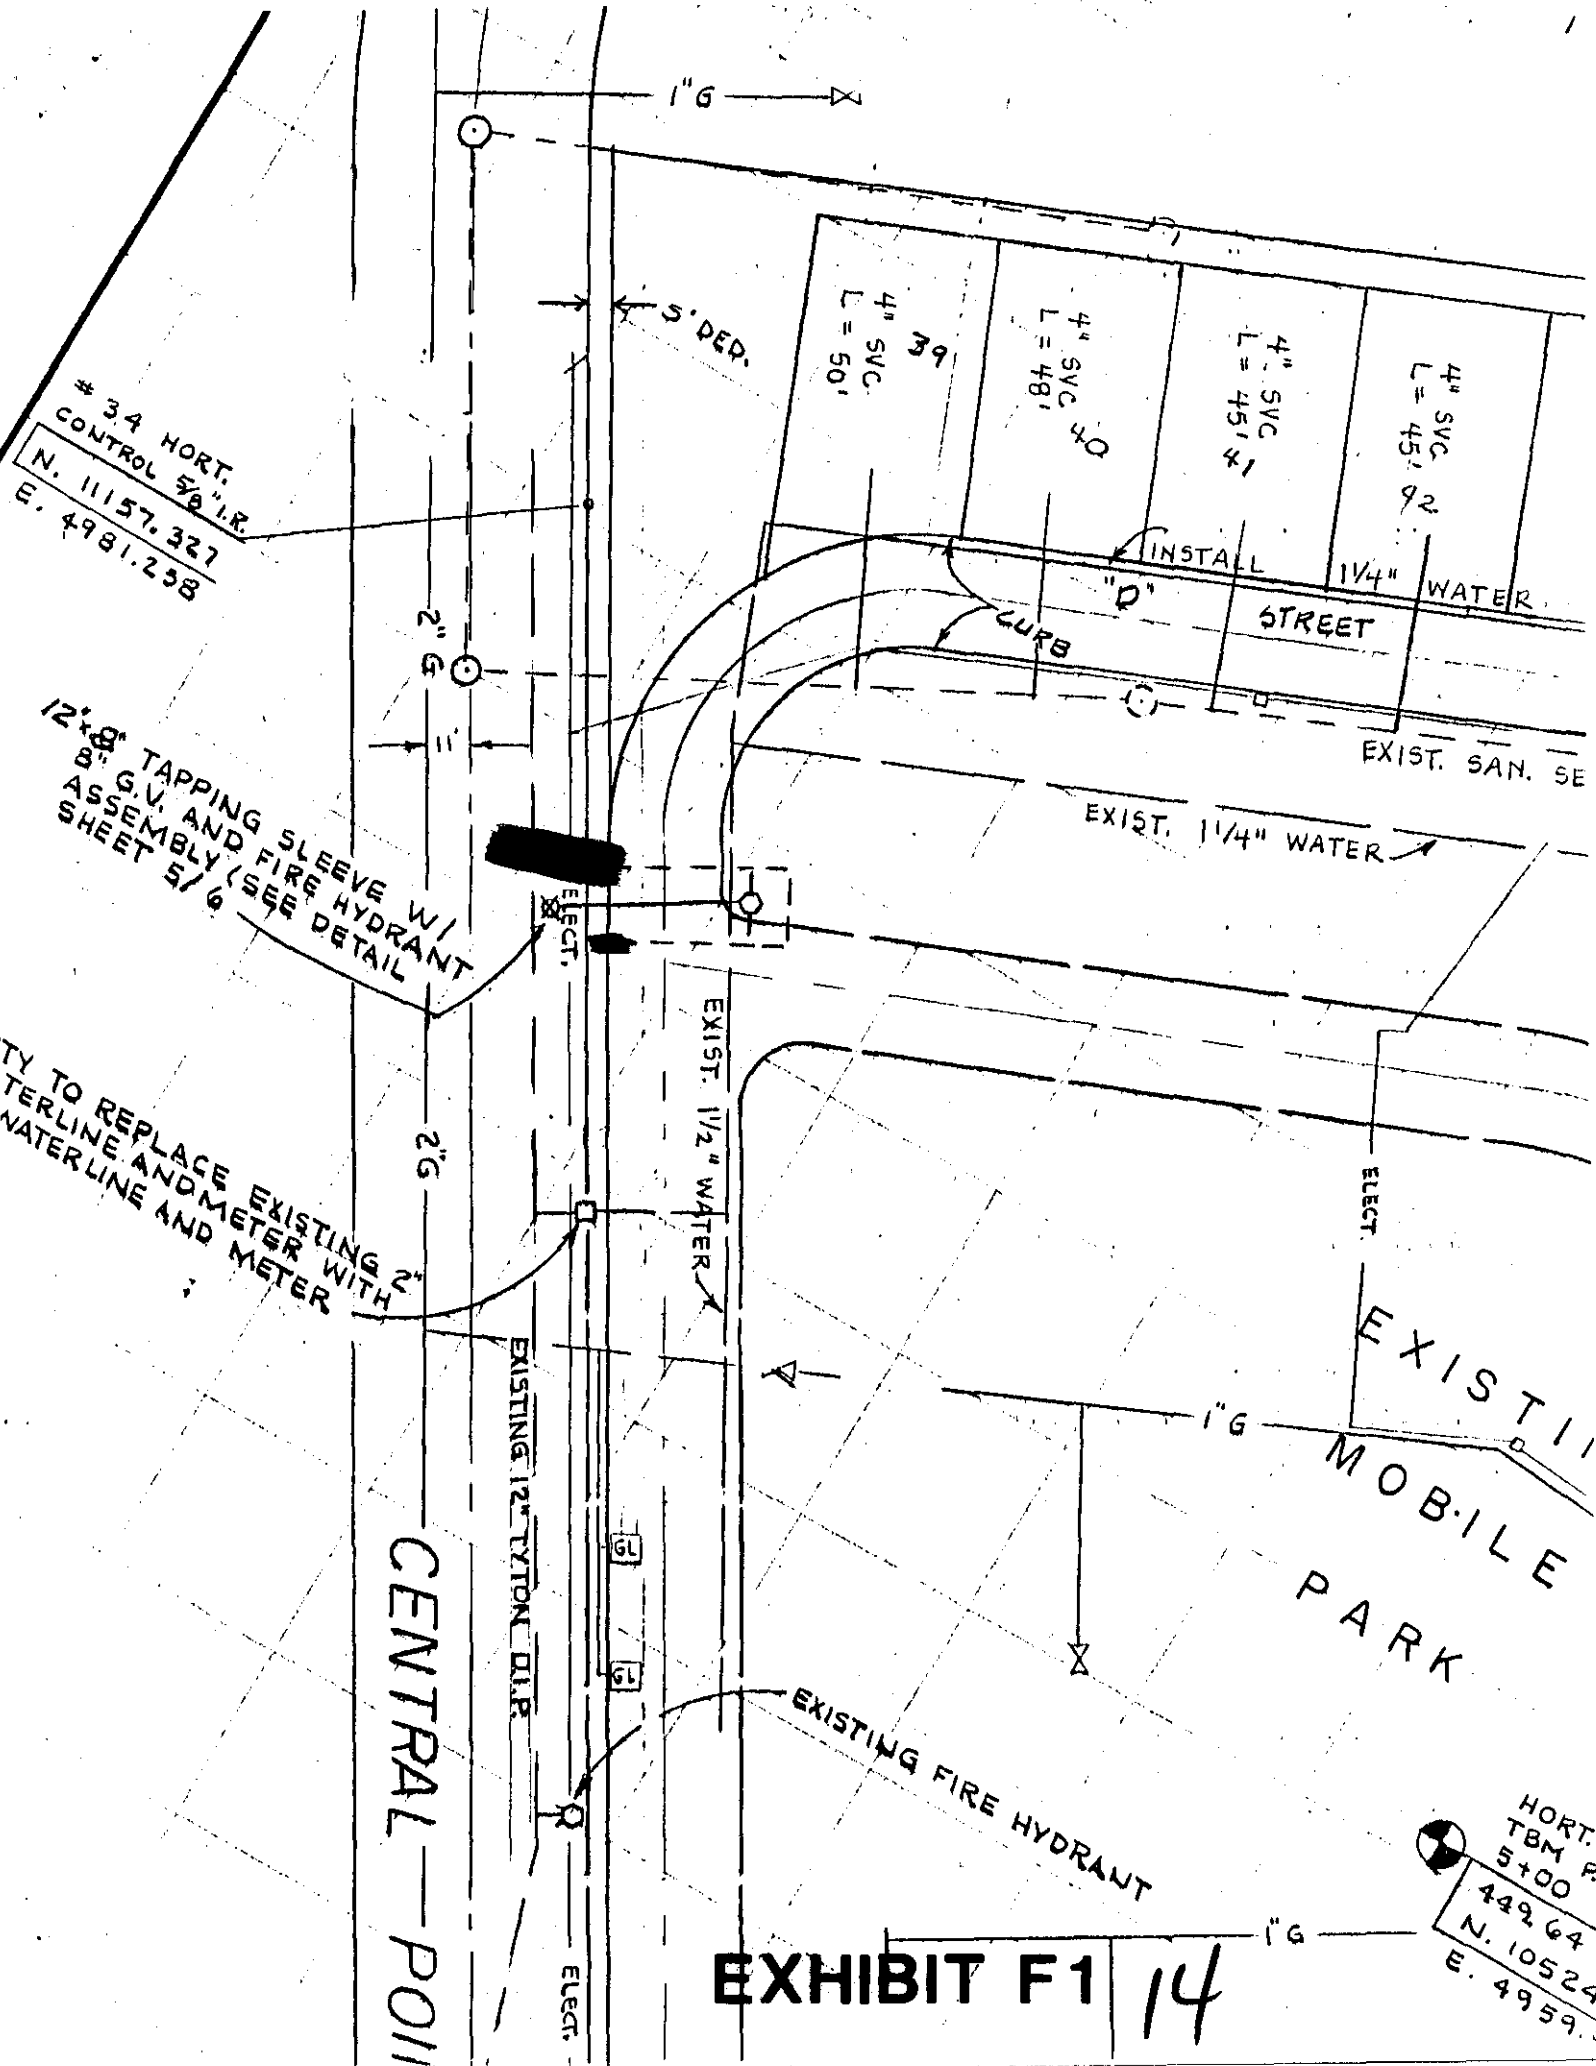 1"G
5' DED.
4" SVC
L = 50'
39
4" SVC
L = 48'
40
4" SVC
L = 45'
41
4" SVC
L = 45'
42
# 34 HORT.
CONTROL 5/8" I.R.
N. 11157.327
E. 4981.258
INSTALL 1 1/4" WATER
"D" STREET
CURB
2" G
11'
EXIST. SAN. SE
EXIST. 1 1/4" WATER
12"x8" TAPPING SLEEVE W/
8" G.V. AND FIRE HYDRANT
ASSEMBLY (SEE DETAIL
SHEET 5/6
ELECT.
EXIST. 1 1/2" WATER
TY TO REPLACE EXISTING 2"
TERLINE AND METER WITH
WATERLINE AND METER
2"G
ELECT.
EXISTI
MOBILE
PARK
1"G
EXISTING 12" TYTON D.I.P.
GL
GL
CENTRAL — POI
EXISTING FIRE HYDRANT
ELECT.
HORT.
TBM
5+00
449.64
N. 10524
E. 4959.
1"G
EXHIBIT F1
14